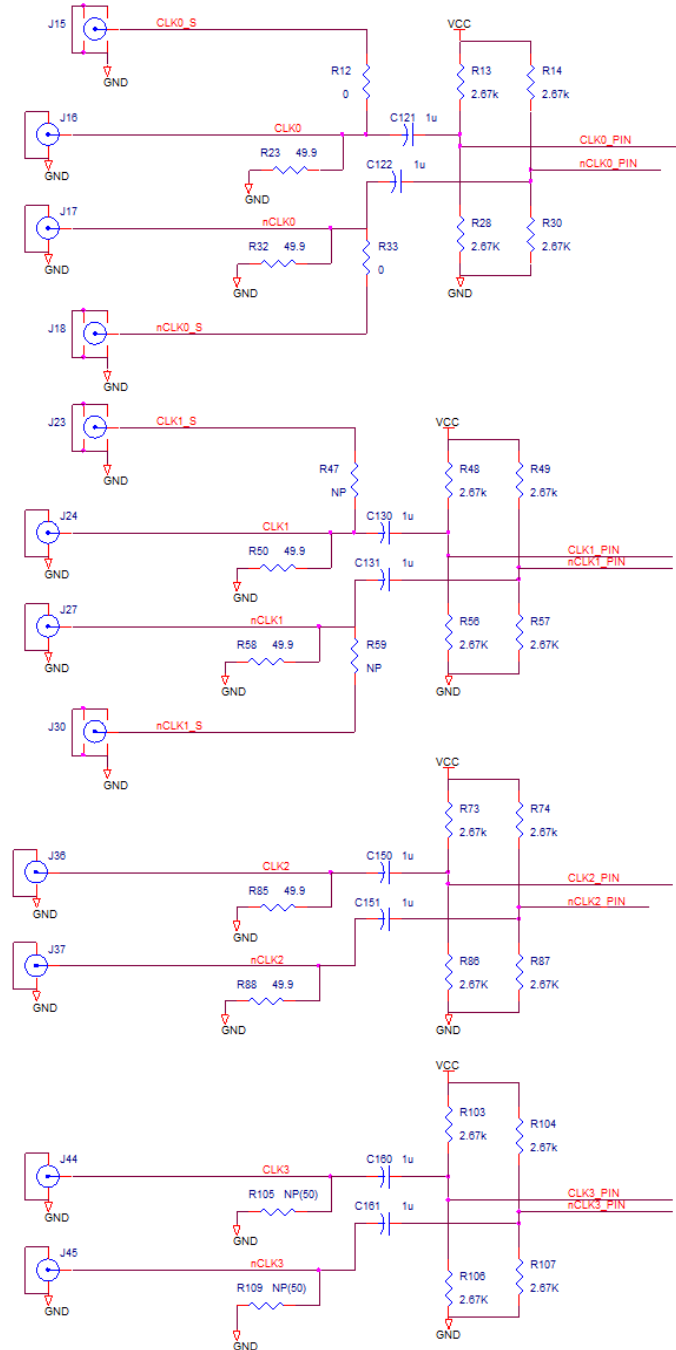 J15
CLK0_S
GND
R12
0
VCC
R13
2.67k
R14
2.67k
J16
CLK0
GND
C121 1u
R23 49.9
GND
CLK0_PIN
C122 1u
nCLK0_PIN
J17
nCLK0
GND
R32 49.9
GND
R33
0
R28
2.67K
R30
2.67K
GND
J18
nCLK0_S
GND
J23
CLK1_S
GND
R47
NP
VCC
R48
2.67k
R49
2.67k
J24
CLK1
GND
C130 1u
R50 49.9
GND
CLK1_PIN
C131 1u
nCLK1_PIN
J27
nCLK1
GND
R58 49.9
GND
R59
NP
R56
2.67K
R57
2.67K
GND
J30
nCLK1_S
GND
VCC
R73
2.67k
R74
2.67k
J36
CLK2
GND
C150 1u
R85 49.9
GND
CLK2_PIN
C151 1u
nCLK2_PIN
J37
nCLK2
GND
R88 49.9
GND
R86
2.67K
R87
2.67K
GND
VCC
R103
2.67k
R104
2.67k
J44
CLK3
GND
C160 1u
R105 NP(50)
GND
CLK3_PIN
C161 1u
nCLK3_PIN
J45
nCLK3
GND
R109 NP(50)
GND
R106
2.67K
R107
2.67K
GND